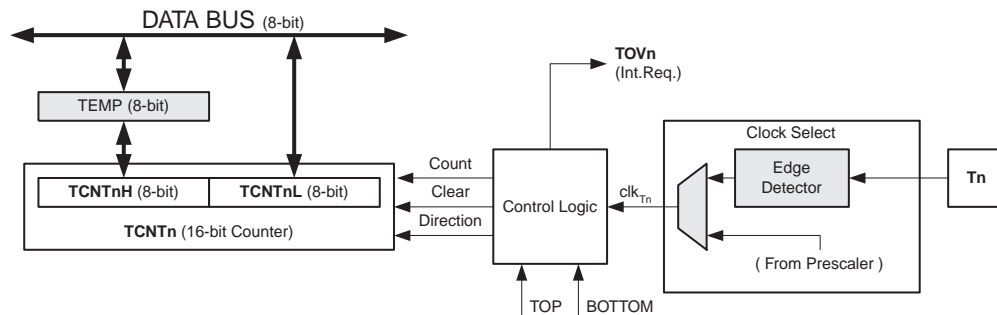 DATA BUS (8-bit)
TOVn
(Int.Req.)
TEMP (8-bit)
Clock Select
Count
Edge
Detector
Tn
TCNTnH (8-bit) TCNTnL (8-bit)
Clear
Control Logic
clkTn
Direction
TCNTn (16-bit Counter)
( From Prescaler )
TOP
BOTTOM